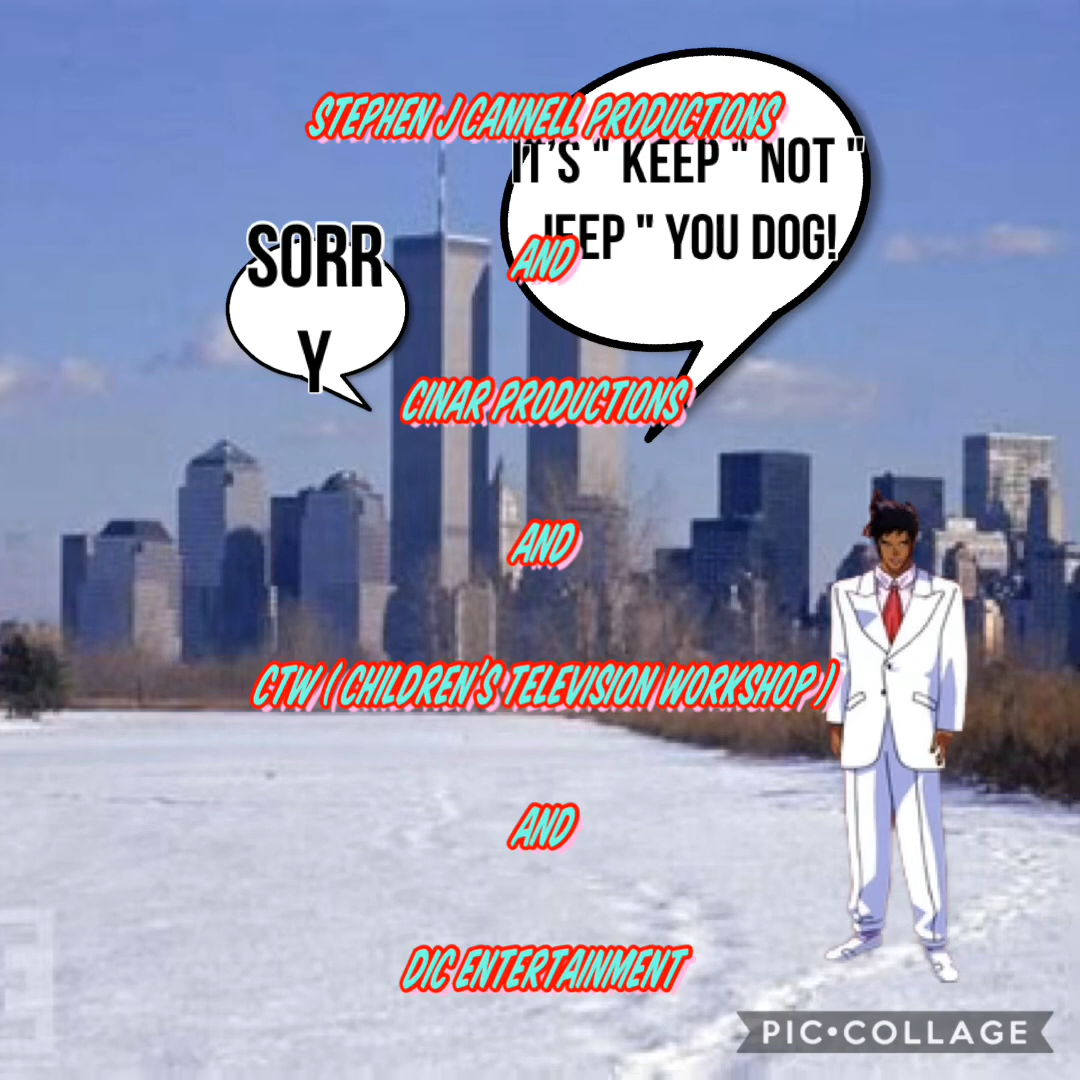 STEPHEN J CANNELL PRODUCTIONS
IT'S " KEEP " NOT "
JEEP " YOU DOG!
SORR
Y
AND
CINAR PRODUCTIONS
AND
CTW ( CHILDREN'S TELEVISION WORKSHOP )
AND
DIC ENTERTAINMENT
PIC•COLLAGE